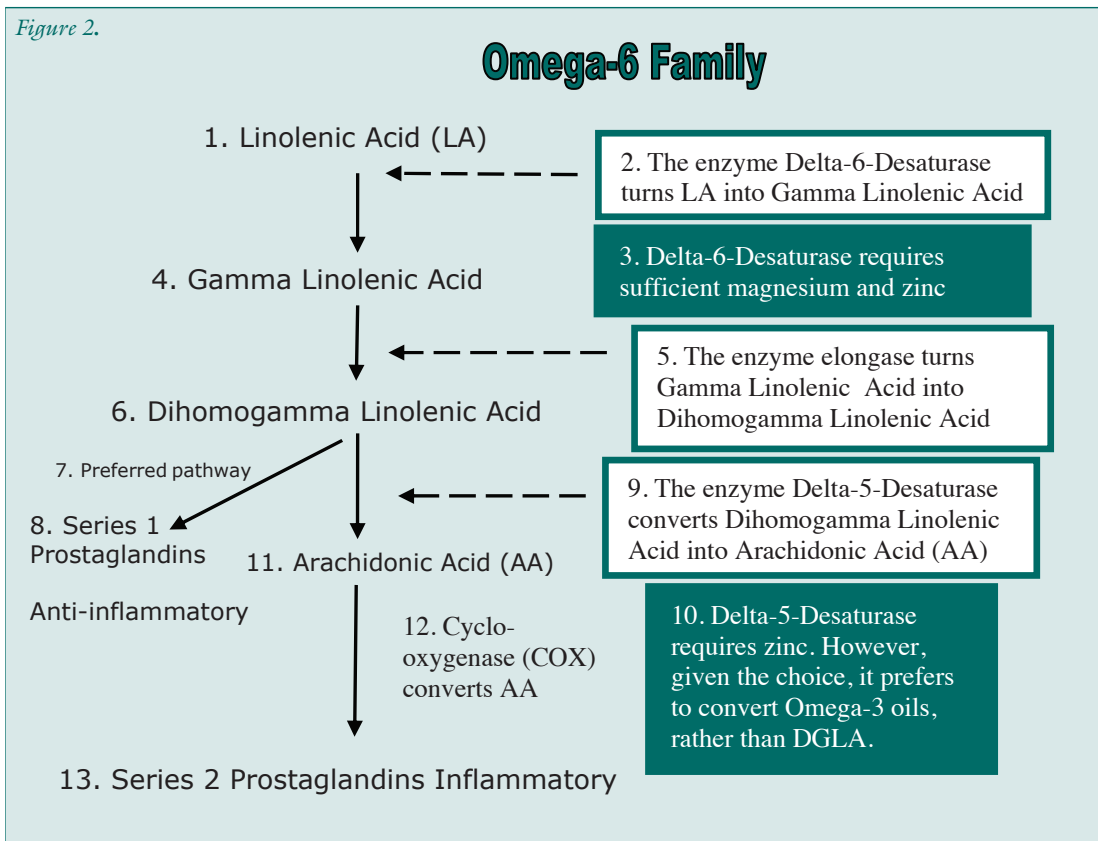 Figure 2.
Omega-6 Family
1. Linolenic Acid (LA)
2. The enzyme Delta-6-Desaturase
turns LA into Gamma Linolenic Acid
3. Delta-6-Desaturase requires
sufficient magnesium and zinc
4. Gamma Linolenic Acid
5. The enzyme elongase turns
Gamma Linolenic Acid into
Dihomogamma Linolenic Acid
6. Dihomogamma Linolenic Acid
7. Preferred pathway
8. Series 1
Prostaglandins
Anti-inflammatory
9. The enzyme Delta-5-Desaturase
converts Dihomogamma Linolenic
Acid into Arachidonic Acid (AA)
10. Delta-5-Desaturase
requires zinc. However,
given the choice, it prefers
to convert Omega-3 oils,
rather than DGLA.
11. Arachidonic Acid (AA)
12. Cyclo-
oxygenase (COX)
converts AA
13. Series 2 Prostaglandins Inflammatory